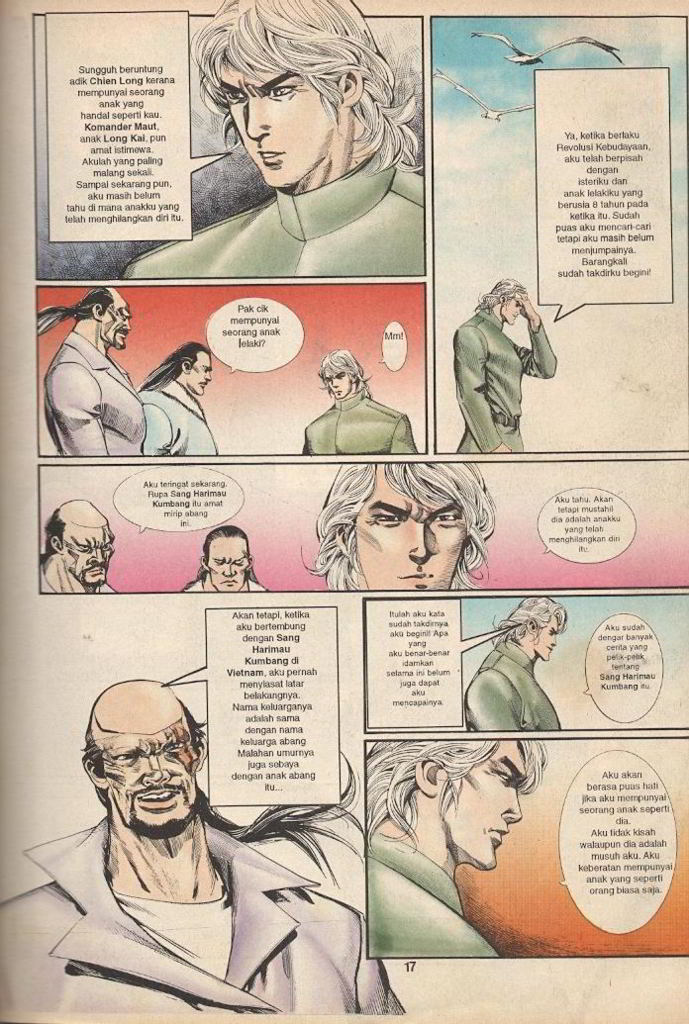 Sungguh beruntung
adik Chien Long kerana
mempunyai seorang
anak yang
handal seperti kau.
Komander Maut,
anak Long Kai, pun
amat istimewa.
Akulah yang paling
malang sekali.
Sampai sekarang pun,
aku masih belum
tahu di mana anakku yang
telah menghilangkan diri itu.
Ya, ketika berlaku
Revolusi Kebudayaan,
aku telah berpisah
dengan
isteriku dan
anak lelakiku yang
berusia 8 tahun pada
ketika itu. Sudah
puas aku mencari-cari
tetapi aku masih belum
menjumpainya.
Barangkali
sudah takdirku begini!
Pak cik
mempunyai
seorang anak
lelaki?
Mm!
Aku teringat sekarang.
Rupa Sang Harimau
Kumbang itu amat
mirip abang
ini.
Aku tahu. Akan
tetapi mustahil
dia adalah anakku
yang telah
menghilangkan diri
itu.
Akan tetapi, ketika
aku bertembung
dengan Sang
Harimau
Kumbang di
Vietnam, aku pernah
menyiasat latar
belakangnya.
Nama keluarganya
adalah sama
dengan nama
keluarga abang
Malahan umurnya
juga sebaya
dengan anak abang
itu...
Itulah aku kata
sudah takdirnya
aku begini! Apa
yang
aku benar-benar
idamkan
selama ini belum
juga dapat
aku
mencapainya.
Aku sudah
dengar banyak
cerita yang
pelik-pelik
tentang
Sang Harimau
Kumbang itu.
Aku akan
berasa puas hati
jika aku mempunyai
seorang anak seperti
dia.
Aku tidak kisah
walaupun dia adalah
musuh aku. Aku
keberatan mempunyai
anak yang seperti
orang biasa saja.
17